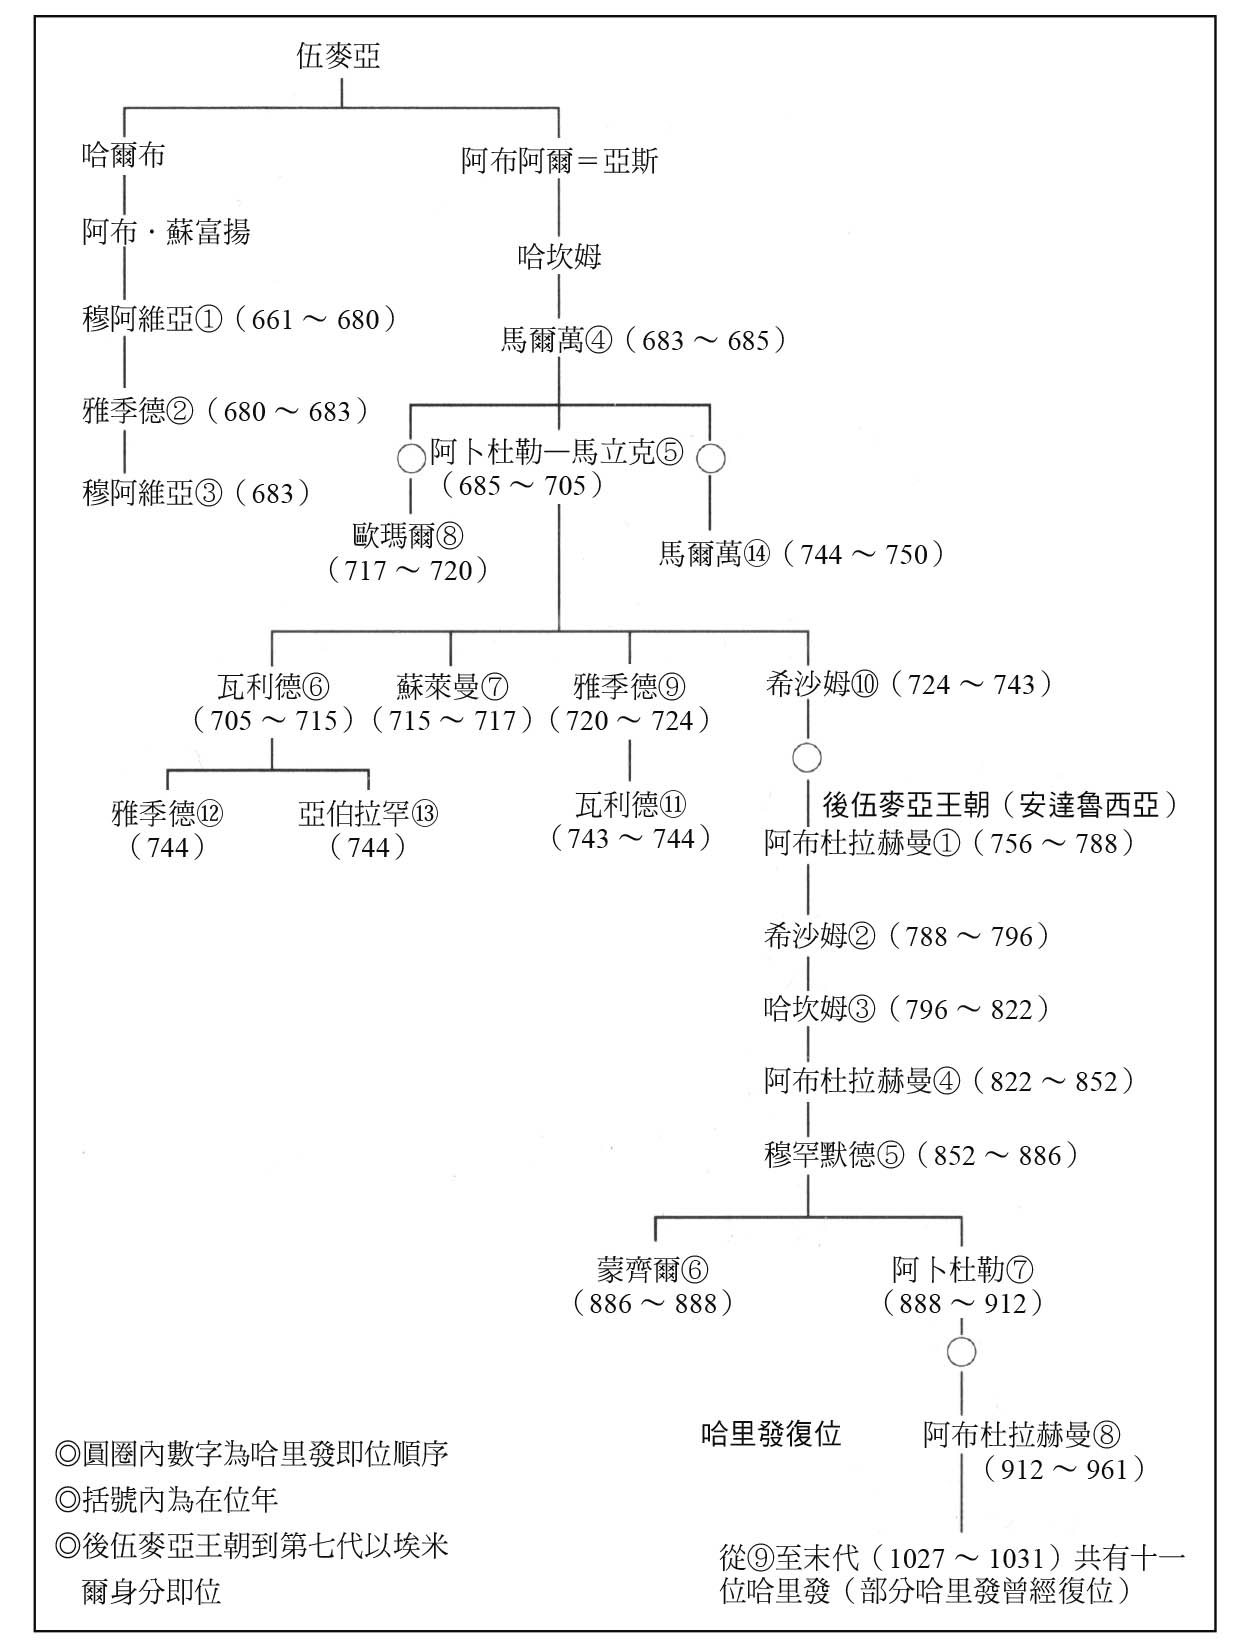 伍麥亞
哈爾布
阿布阿爾＝亞斯
阿布・蘇富揚
哈坎姆
穆阿維亞①（661～680）
馬爾萬④（683～685）
雅季德②（680～683）
阿卜杜勒—馬立克⑤
（685～705）
穆阿維亞③（683）
歐瑪爾⑧
（717～720）
馬爾萬⑭（744～750）
瓦利德⑥
（705～715）
蘇萊曼⑦
（715～717）
雅季德⑨
（720～724）
希沙姆⑩（724～743）
雅季德⑫
（744）
亞伯拉罕⑬
（744）
瓦利德⑪
（743～744）
後伍麥亞王朝（安達魯西亞）
阿布杜拉赫曼①（756～788）
希沙姆②（788～796）
哈坎姆③（796～822）
阿布杜拉赫曼④（822～852）
穆罕默德⑤（852～886）
蒙齊爾⑥
（886～888）
阿卜杜勒⑦
（888～912）
哈里發復位
阿布杜拉赫曼⑧
（912～961）
從⑨至末代（1027～1031）共有十一
位哈里發（部分哈里發曾經復位）
◎圓圈內數字為哈里發即位順序
◎括號內為在位年
◎後伍麥亞王朝到第七代以埃米
爾身分即位